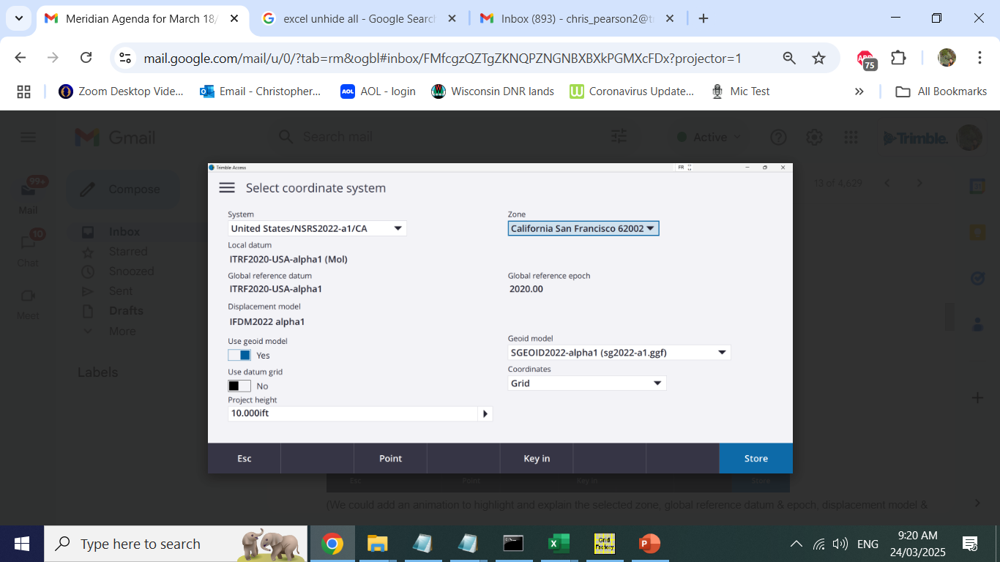 Meridian Agenda for March 18/
excel unhide all - Google Search
Inbox (893) - chris_pearson2@tr
mail.google.com/mail/u/0/?tab=rm&ogbl#inbox/FMfcgzQZTgZKNQPZNGNBXBXkPGMXcFDx?projector=1
ABP
75
Zoom Desktop Vide...
Email - Christopher...
AOL - login
Wisconsin DNR lands
Coronavirus Update...
Mic Test
All Bookmarks
Gmail
Search mail
Active
Trimble.
99+
Mail
10
Chat
Meet
Compose
Inbox
Starred
Snoozed
Sent
Drafts
More
Labels
13 of 4,629
Trimble Access
FR
Select coordinate system
System
United States/NSRS2022-a1/CA
Zone
California San Francisco 62002
Local datum
ITRF2020-USA-alpha1 (Mol)
Global reference datum
ITRF2020-USA-alpha1
Global reference epoch
2020.00
Displacement model
IFDM2022 alpha1
Use geoid model
Yes
Geoid model
SGEOID2022-alpha1 (sg2022-a1.ggf)
Use datum grid
No
Coordinates
Grid
Project height
10.000ift
Esc
Point
Key in
Store
Esc
Point
Key in
Store
(We could add an animation to highlight and explain the selected zone, global reference datum & epoch, displacement model &
Type here to search
Grid
Factory
ENG
9:20 AM
24/03/2025